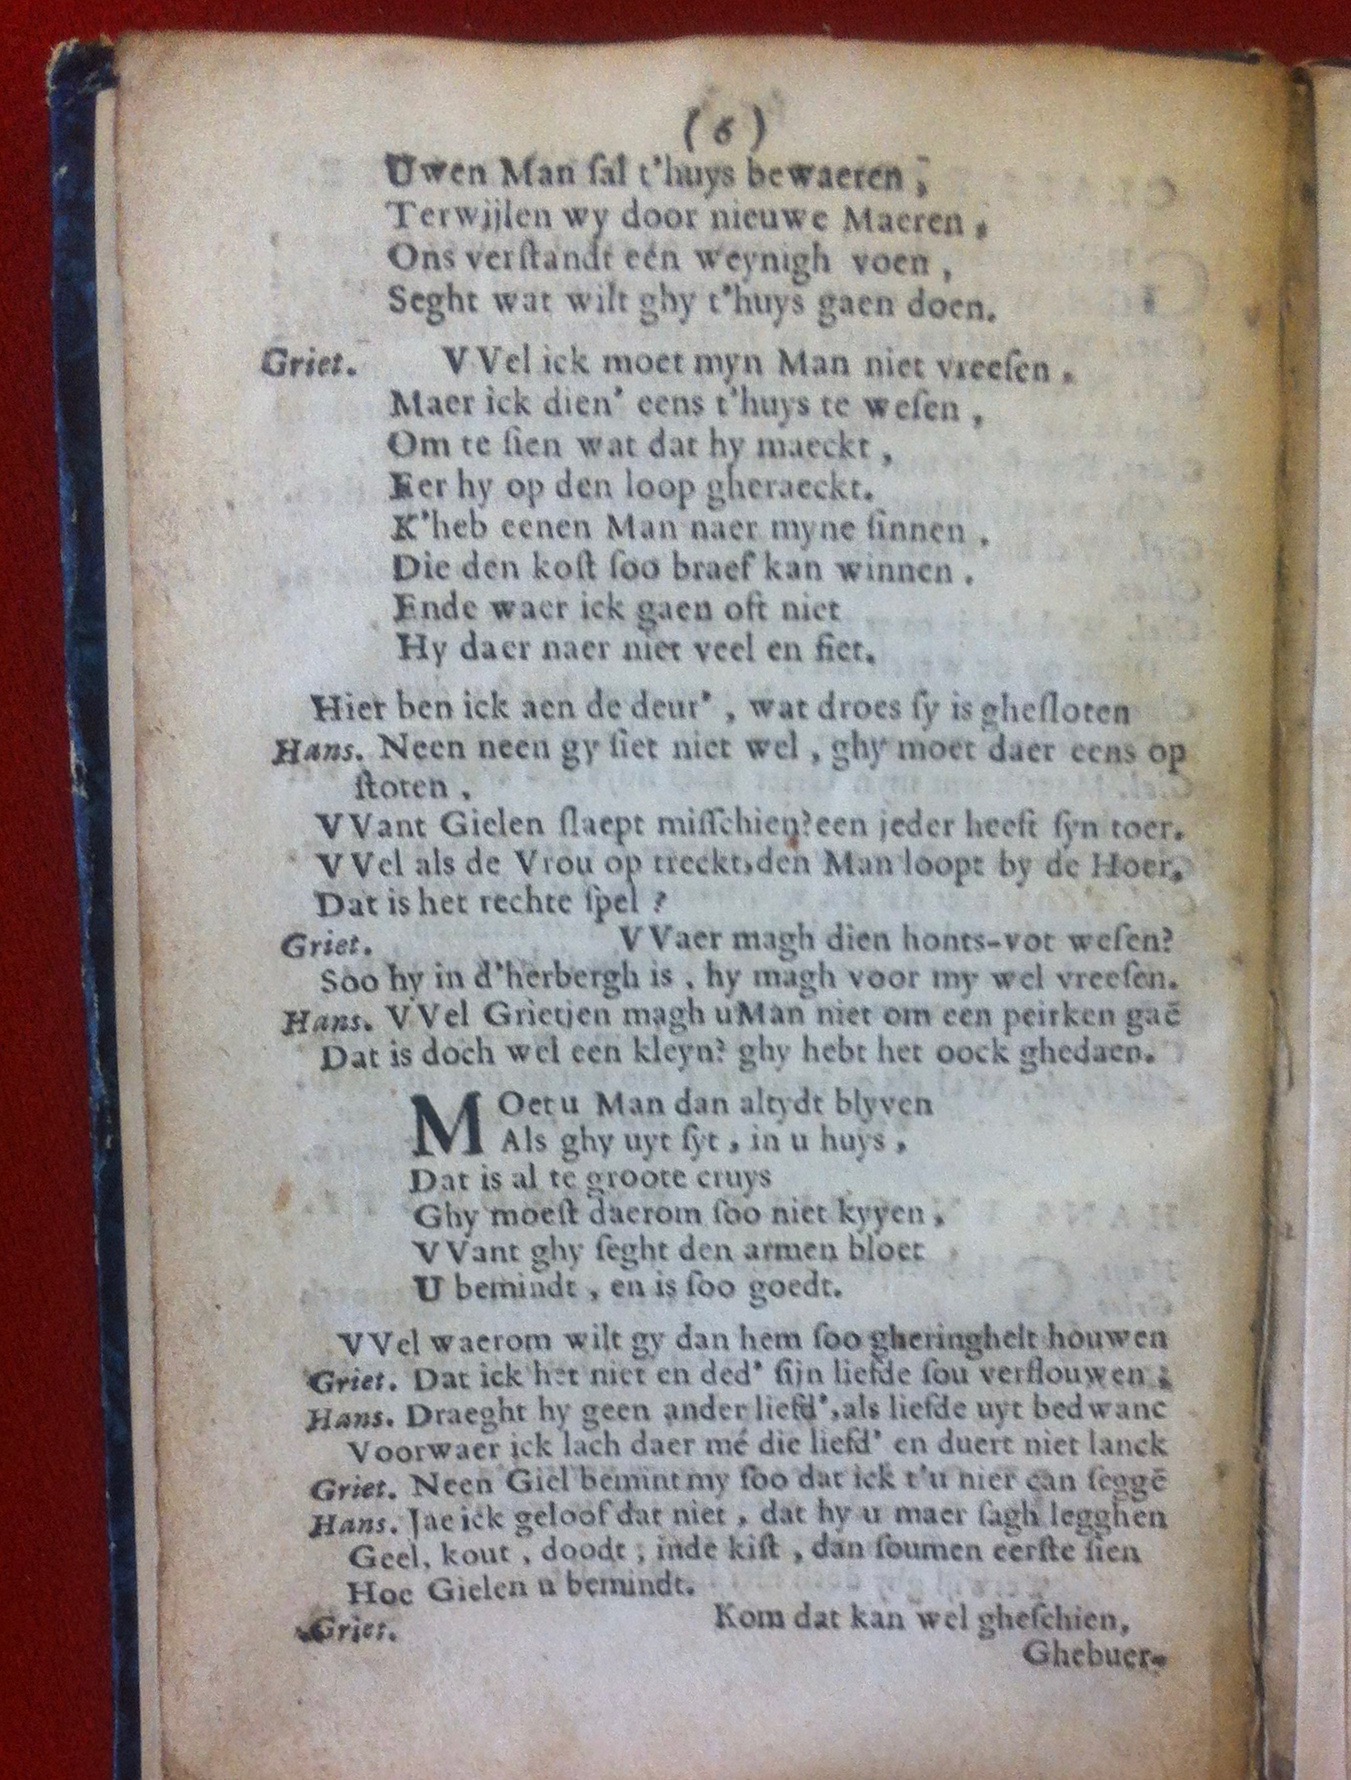 ( 6 )
Uwen Man ſal t'huys bewaeren ,
Terwijlen wy door nieuwe Maeren ,
Ons verſtandt eén weynigh voen ,
Seght wat wilt ghy t'huys gaen doen.
Griet. VVel ick moet myn Man niet vreeſen ,
Maer ick dien' eens t'huys te weſen ,
Om te ſien wat dat hy maeckt ,
Eer hy op den loop gheraeckt.
K'heb eenen Man naer myne ſinnen ,
Die den koſt ſoo braef kan winnen ,
Ende waer ick gaen oft niet
Hy daer naer niet veel en ſiet.
Hier ben ick aen de deur' , wat droes ſy is gheſloten
Hans. Neen neen gy ſiet niet wel , ghy moet daer eens op
ſtoten ,
VVant Gielen ſlaept miſſchien? een jeder heeft ſyn toer.
VVel als de Vrou op treckt, den Man loopt by de Hoer,
Dat is het rechte ſpel ?
Griet. VVaer magh dien honts-vot weſen?
Soo hy in d'herbergh is , hy magh voor my wel vreeſen.
Hans. VVel Grietjen magh u Man niet om een peirken gaē
Dat is doch wel een kleyn? ghy hebt het oock ghedaen.
MOet u Man dan altydt blyven
Als ghy uyt ſyt , in u huys ,
Dat is al te groote cruys
Ghy moeſt daerom ſoo niet kyyen ,
VVant ghy ſeght den armen bloet
U bemindt , en is ſoo goedt.
VVel waerom wilt gy dan hem ſoo gheringhelt houwen
Griet. Dat ick het niet en ded' ſijn liefde ſou verflouwen ;
Hans. Draeght hy geen ander liefd', als liefde uyt bedwanc
Voorwaer ick lach daer mé die liefd' en duert niet lanck
Griet. Neen Giel bemint my ſoo dat ick t'u niet can ſeggē
Hans. Jae ick geloof dat niet , dat hy u maer ſagh legghen
Geel, kout , doodt , inde kiſt , dan ſoumen eerſte ſien
Hoe Gielen u bemindt.
Griet. Kom dat kan wel gheſchien,
Ghebuer-